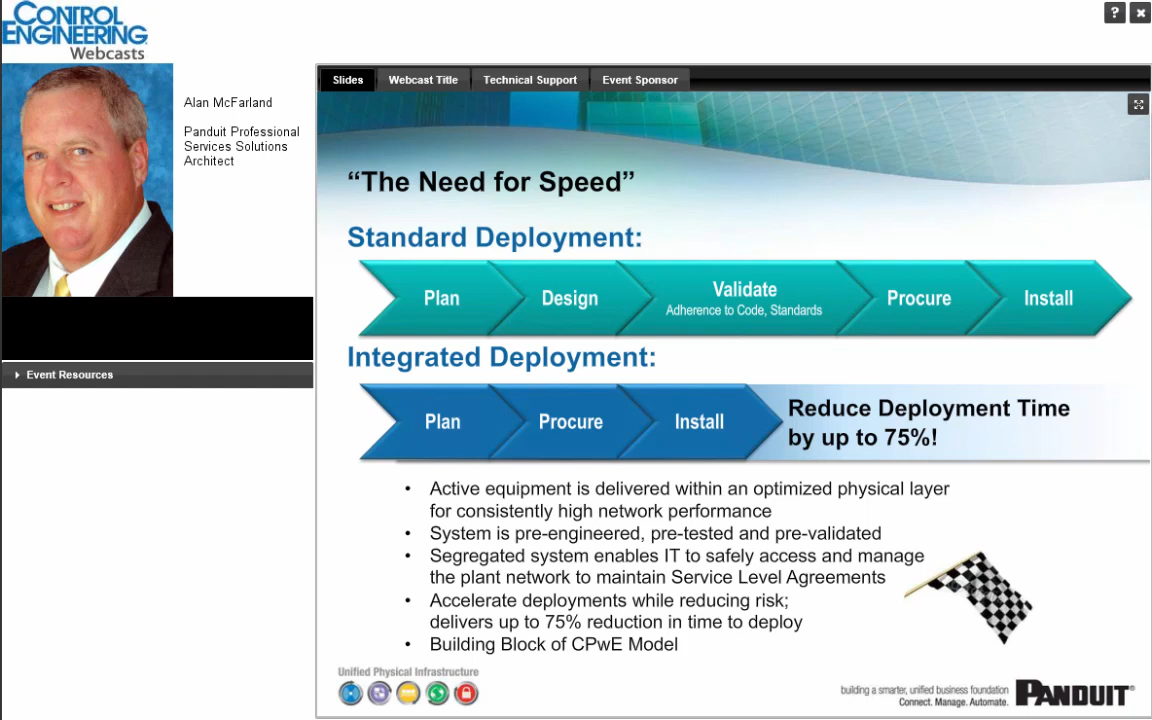 CONTROL
ENGINEERING
Webcasts
? ×
Alan McFarland
Panduit Professional
Services Solutions
Architect
Event Resources
Slides Webcast Title Technical Support Event Sponsor
“The Need for Speed”
Standard Deployment:
Plan Design Validate Procure Install
Adherence to Code, Standards
Integrated Deployment:
Plan Procure Install
Reduce Deployment Time
by up to 75%!
• Active equipment is delivered within an optimized physical layer
for consistently high network performance
• System is pre-engineered, pre-tested and pre-validated
• Segregated system enables IT to safely access and manage
the plant network to maintain Service Level Agreements
• Accelerate deployments while reducing risk;
delivers up to 75% reduction in time to deploy
• Building Block of CPwE Model
Unified Physical Infrastructure
building a smarter, unified business foundation
Connect. Manage. Automate.
PANDUIT®